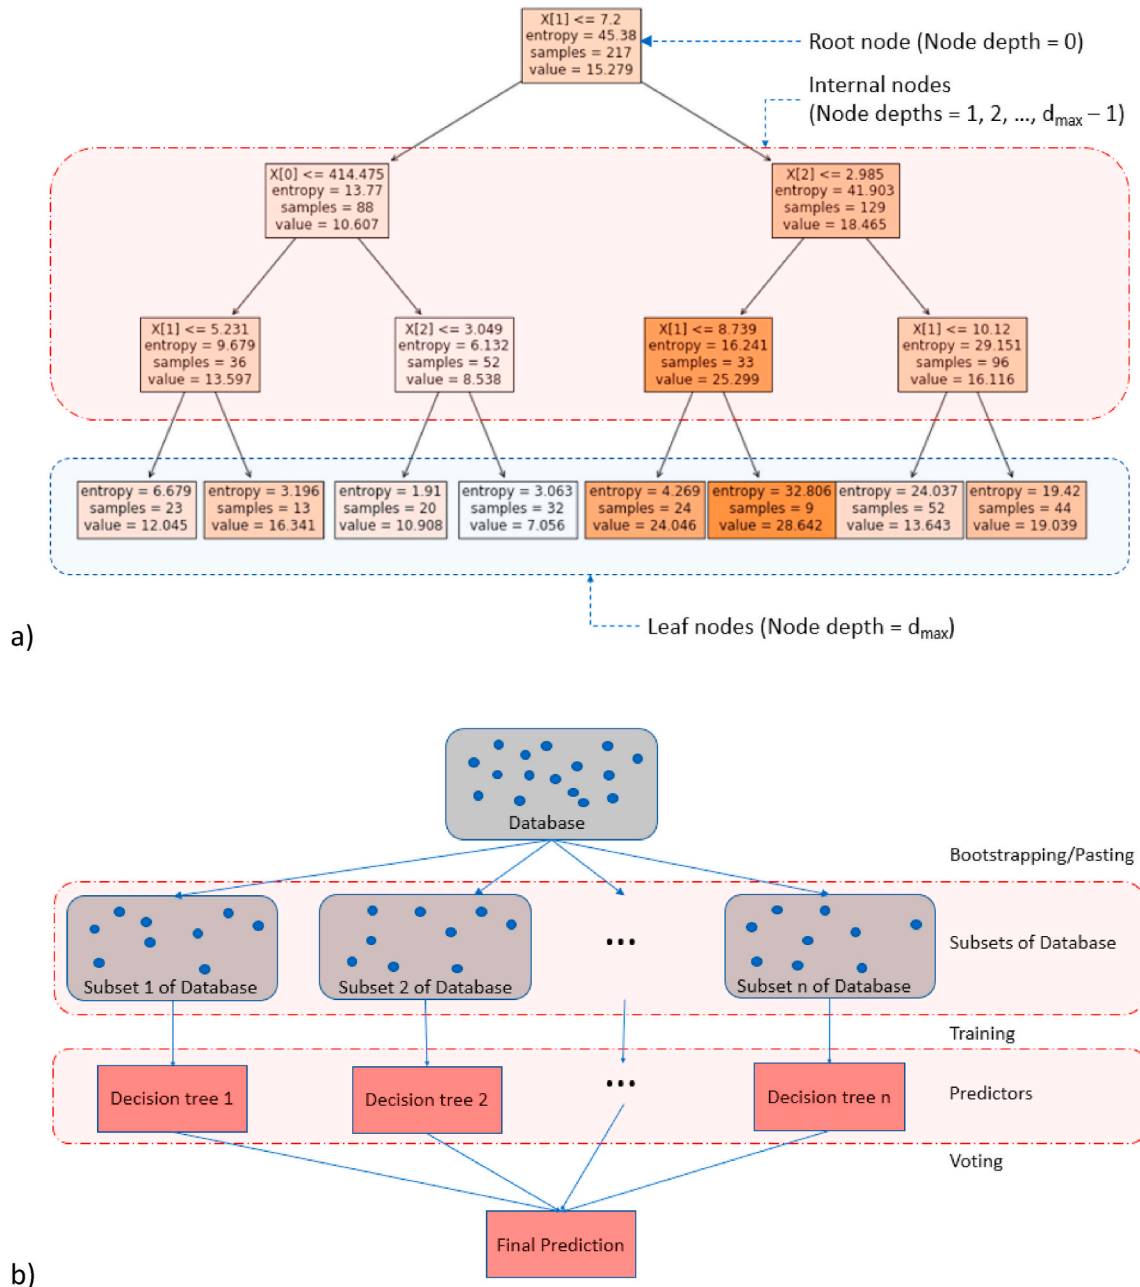 X[1] <= 7.2
entropy = 45.38
samples = 217
value = 15.279
Root node (Node depth = 0)
Internal nodes
(Node depths = 1, 2, ..., dmax – 1)
X[0] <= 414.475
entropy = 13.77
samples = 88
value = 10.607
X[2] <= 2.985
entropy = 41.903
samples = 129
value = 18.465
X[1] <= 5.231
entropy = 9.679
samples = 36
value = 13.597
X[2] <= 3.049
entropy = 6.132
samples = 52
value = 8.538
X[1] <= 8.739
entropy = 16.241
samples = 33
value = 25.299
X[1] <= 10.12
entropy = 29.151
samples = 96
value = 16.116
entropy = 6.679
samples = 23
value = 12.045
entropy = 3.196
samples = 13
value = 16.341
entropy = 1.91
samples = 20
value = 10.908
entropy = 3.063
samples = 32
value = 7.056
entropy = 4.269
samples = 24
value = 24.046
entropy = 32.806
samples = 9
value = 28.642
entropy = 24.037
samples = 52
value = 13.643
entropy = 19.42
samples = 44
value = 19.039
Leaf nodes (Node depth = dmax)
a)
Database
Bootstrapping/Pasting
Subset 1 of Database
Subset 2 of Database
...
Subset n of Database
Subsets of Database
Training
Decision tree 1
Decision tree 2
...
Decision tree n
Predictors
Voting
Final Prediction
b)